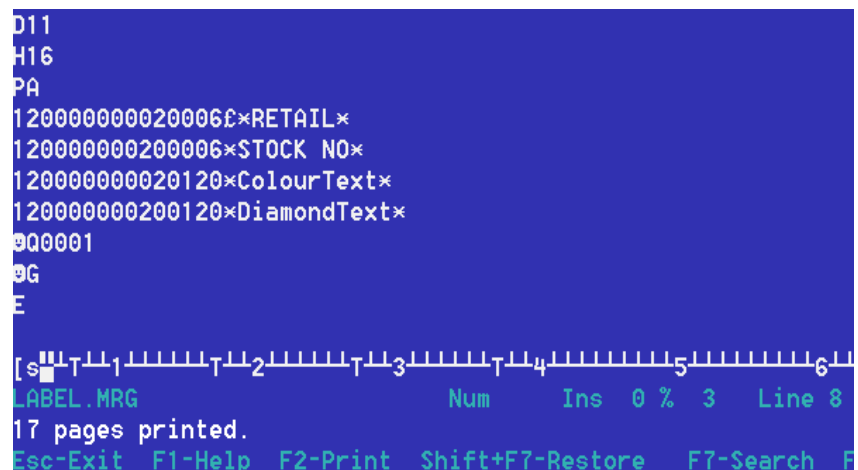 D11
H16
PA
120000000020006£*RETAIL*
120000000200006*STOCK NO*
120000000020120*ColourText*
120000000200120*DiamondText*
☻Q0001
☻G
E
[s T 1 T 2 T 3 T 4 5 6
LABEL.MRG Num Ins 0 % 3 Line 8
17 pages printed.
Esc-Exit F1-Help F2-Print Shift+F7-Restore F7-Search F